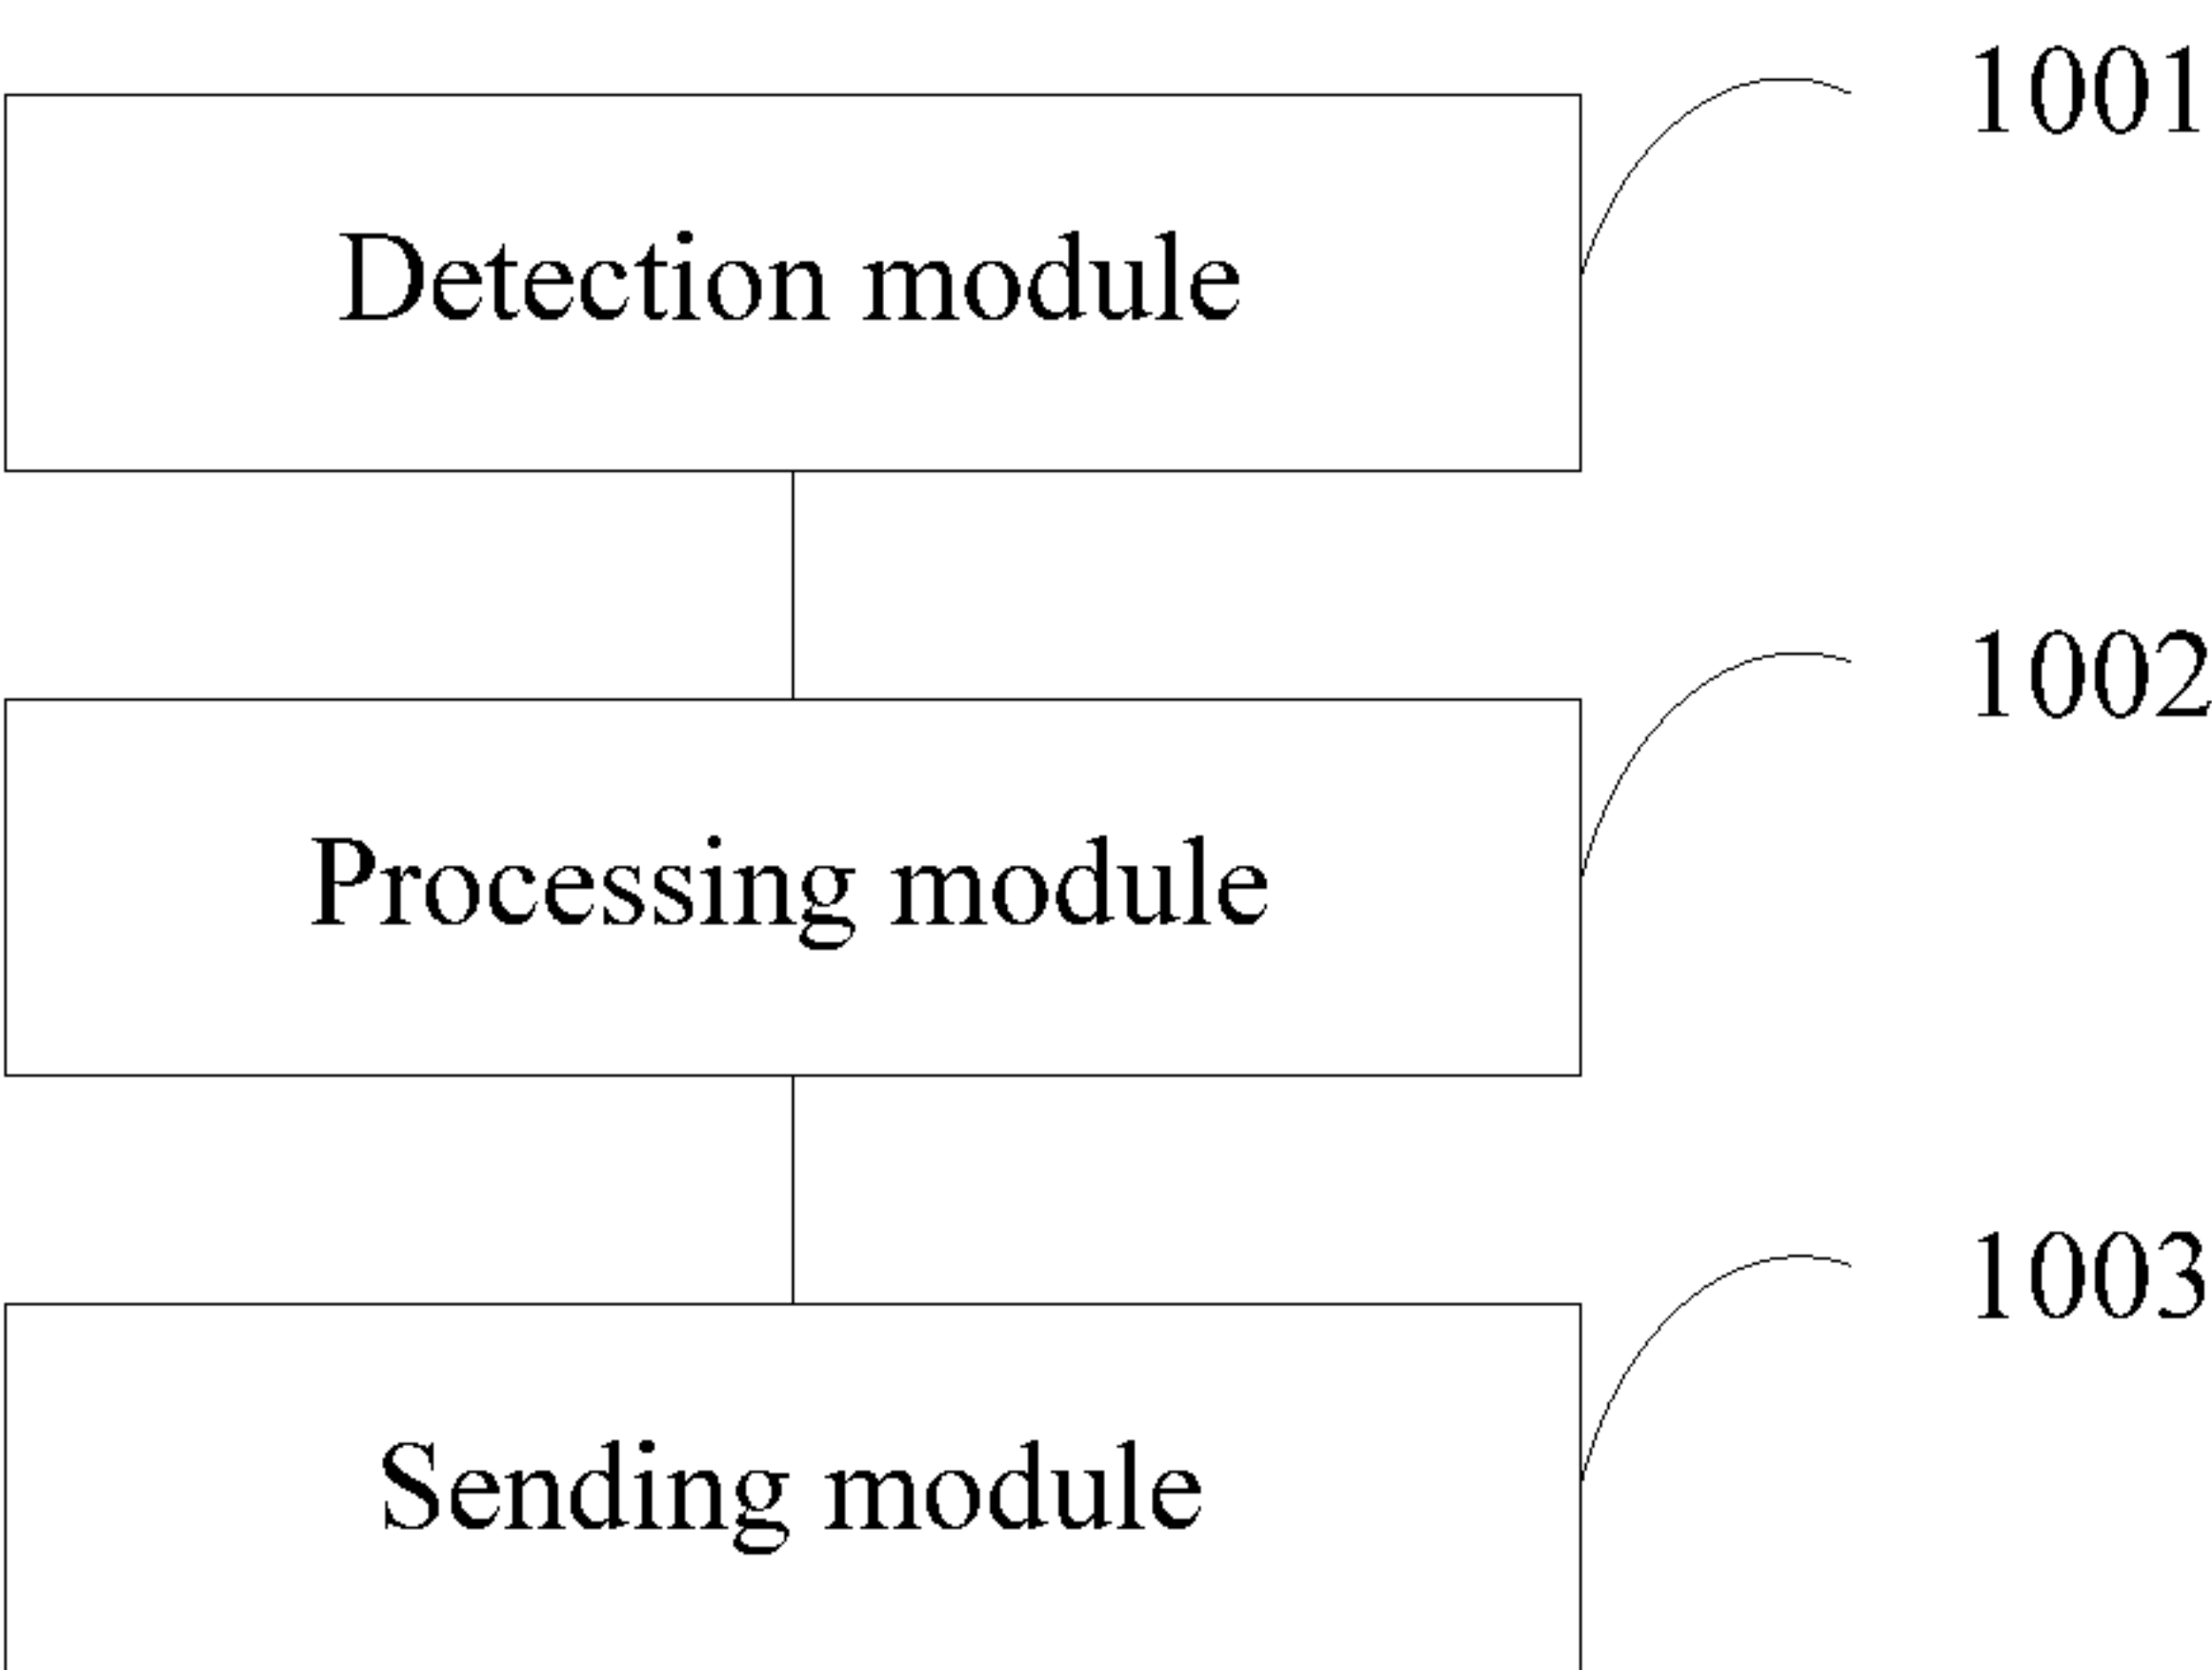 1001
Detection module
1002
Processing module
1003
Sending module